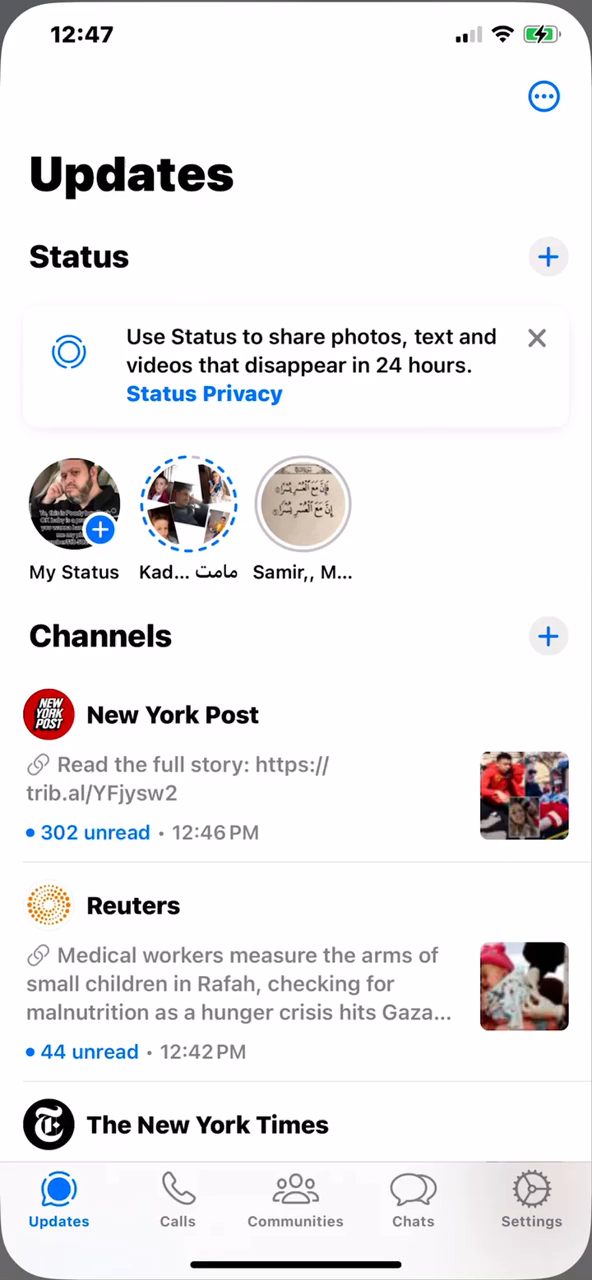 12:47
Updates
Status
Use Status to share photos, text and
videos that disappear in 24 hours.
Status Privacy
My Status
Kad... مامت
Samir,, M...
فَإِنَّ مَعَ الْعُسْرِ يُسْرًا
إِنَّ مَعَ الْعُسْرِ يُسْرًا
Channels
NEW
YORK
POST
New York Post
Read the full story: https://
trib.al/YFjysw2
302 unread • 12:46 PM
Reuters
Medical workers measure the arms of
small children in Rafah, checking for
malnutrition as a hunger crisis hits Gaza...
44 unread • 12:42 PM
The New York Times
Updates
Calls
Communities
Chats
Settings